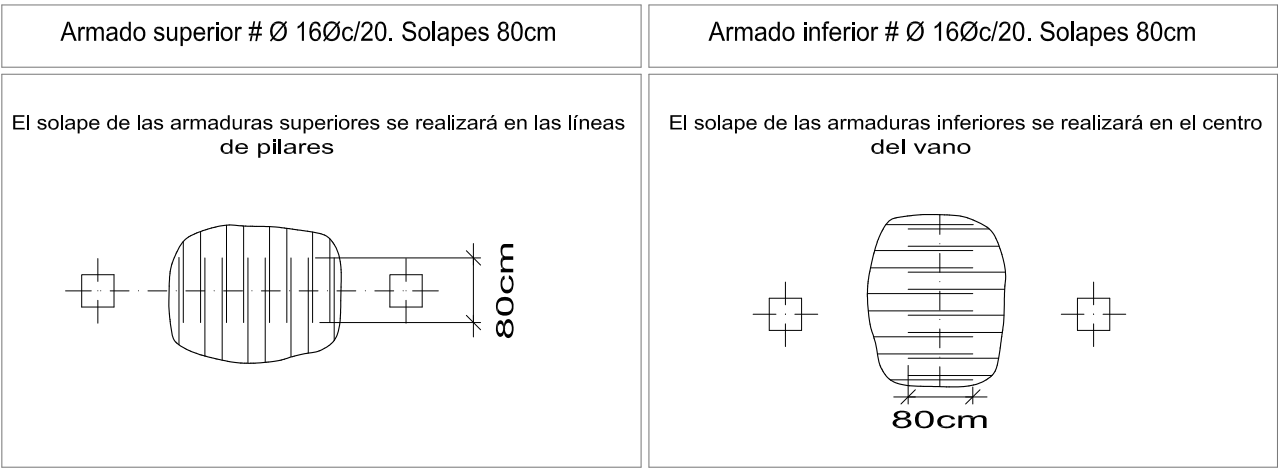 Armado superior # Ø 16Øc/20. Solapes 80cm
Armado inferior # Ø 16Øc/20. Solapes 80cm
El solape de las armaduras superiores se realizará en las líneas
de pilares
80cm
El solape de las armaduras inferiores se realizará en el centro
del vano
80cm